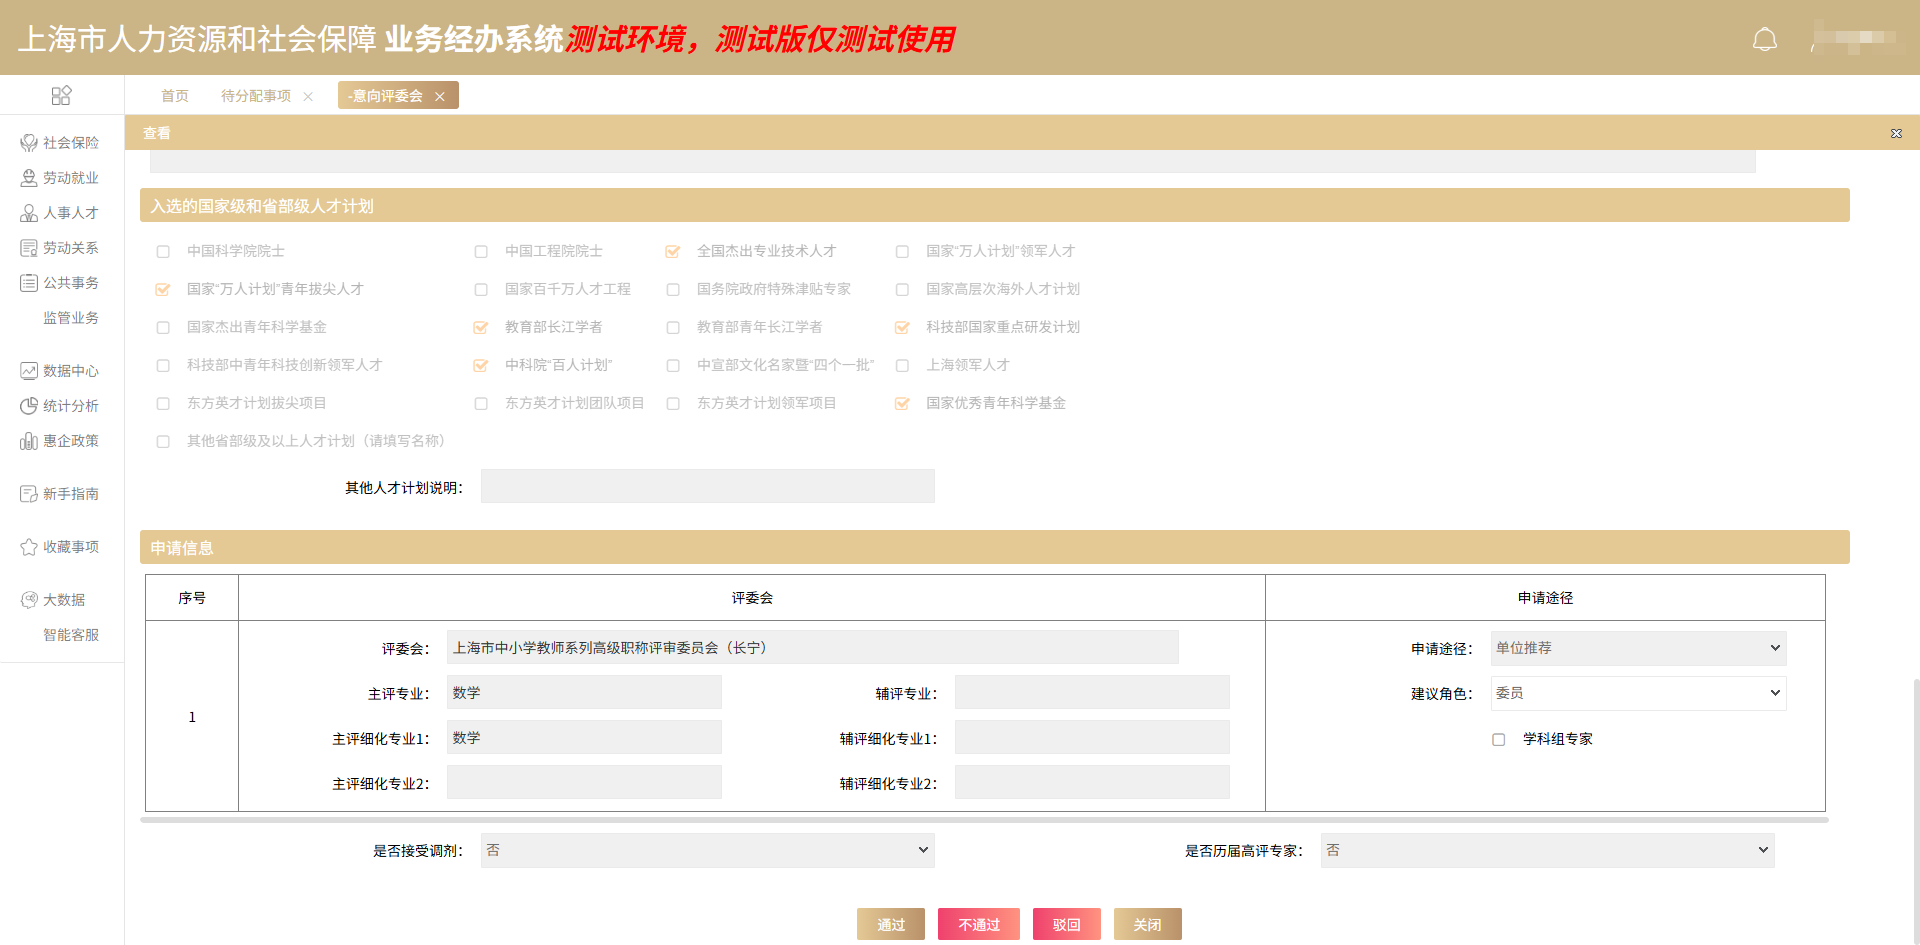 上海市人力资源和社会保障 业务经办系统测试环境，测试版仅测试使用
首页 待分配事项 -意向评委会
社会保险
劳动就业
人事人才
劳动关系
公共事务
监管业务
数据中心
统计分析
惠企政策
新手指南
收藏事项
大数据
智能客服
查看
入选的国家级和省部级人才计划
中国科学院院士 中国工程院院士 全国杰出专业技术人才 国家“万人计划”领军人才
国家“万人计划”青年拔尖人才 国家百千万人才工程 国务院政府特殊津贴专家 国家高层次海外人才计划
国家杰出青年科学基金 教育部长江学者 教育部青年长江学者 科技部国家重点研发计划
科技部中青年科技创新领军人才 中科院“百人计划” 中宣部文化名家暨“四个一批” 上海领军人才
东方英才计划拔尖项目 东方英才计划团队项目 东方英才计划领军项目 国家优秀青年科学基金
其他省部级及以上人才计划（请填写名称）
其他人才计划说明：
申请信息
序号 评委会 申请途径
评委会： 上海市中小学教师系列高级职称评审委员会（长宁） 申请途径： 单位推荐
主评专业： 数学 辅评专业： 建议角色： 委员
1
主评细化专业1： 数学 辅评细化专业1： 学科组专家
主评细化专业2： 辅评细化专业2：
是否接受调剂： 否 是否历届高评专家： 否
通过 不通过 驳回 关闭